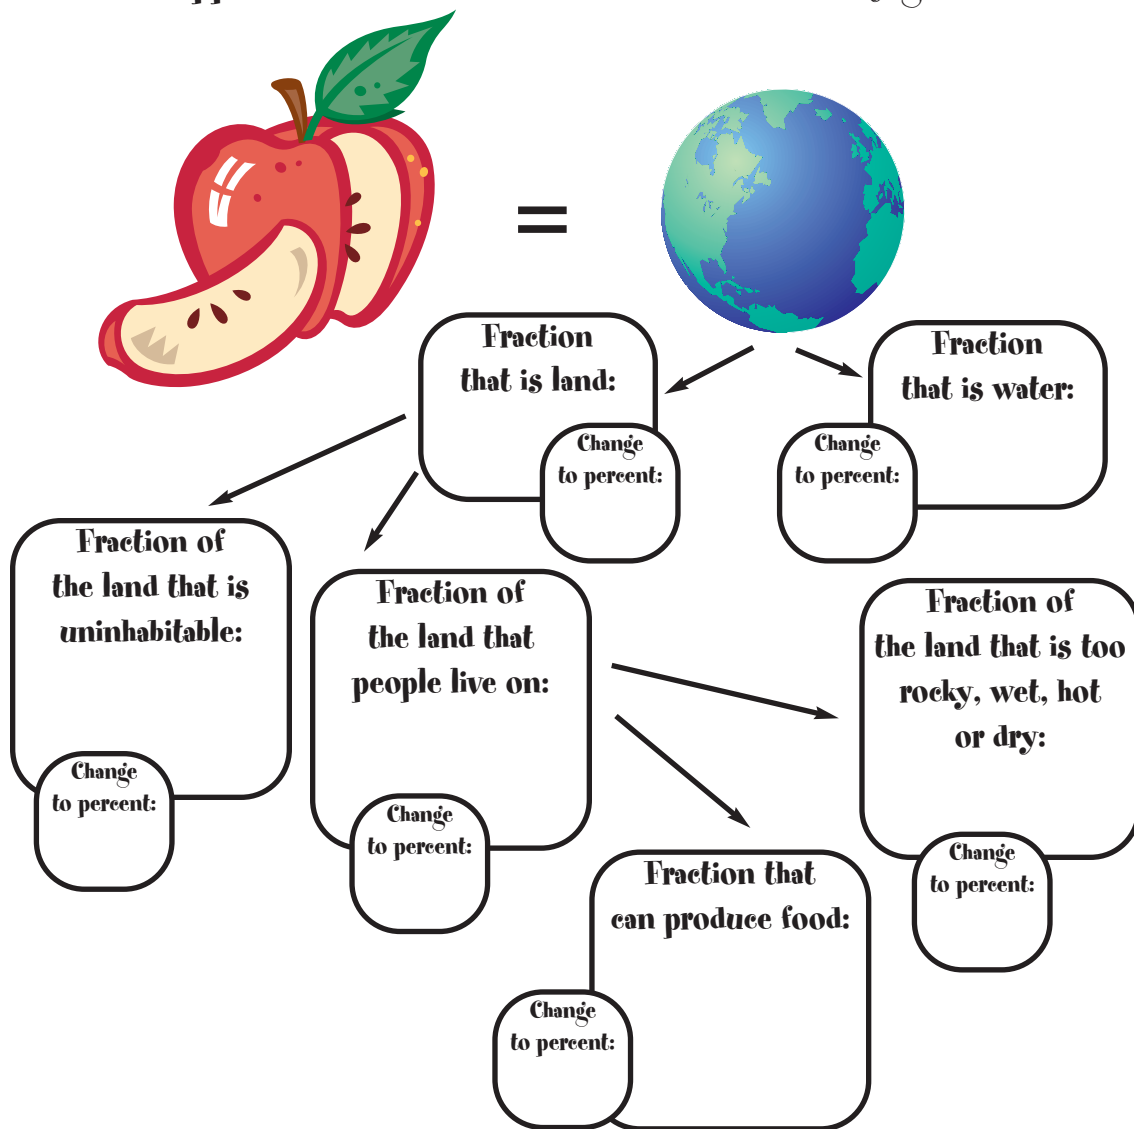 =
Fraction
that is land:
Change
to percent:
Fraction
that is water:
Change
to percent:
Fraction of
the land that is
uninhabitable:
Change
to percent:
Fraction of
the land that
people live on:
Change
to percent:
Fraction of
the land that is too
rocky, wet, hot
or dry:
Change
to percent:
Fraction that
can produce food:
Change
to percent: